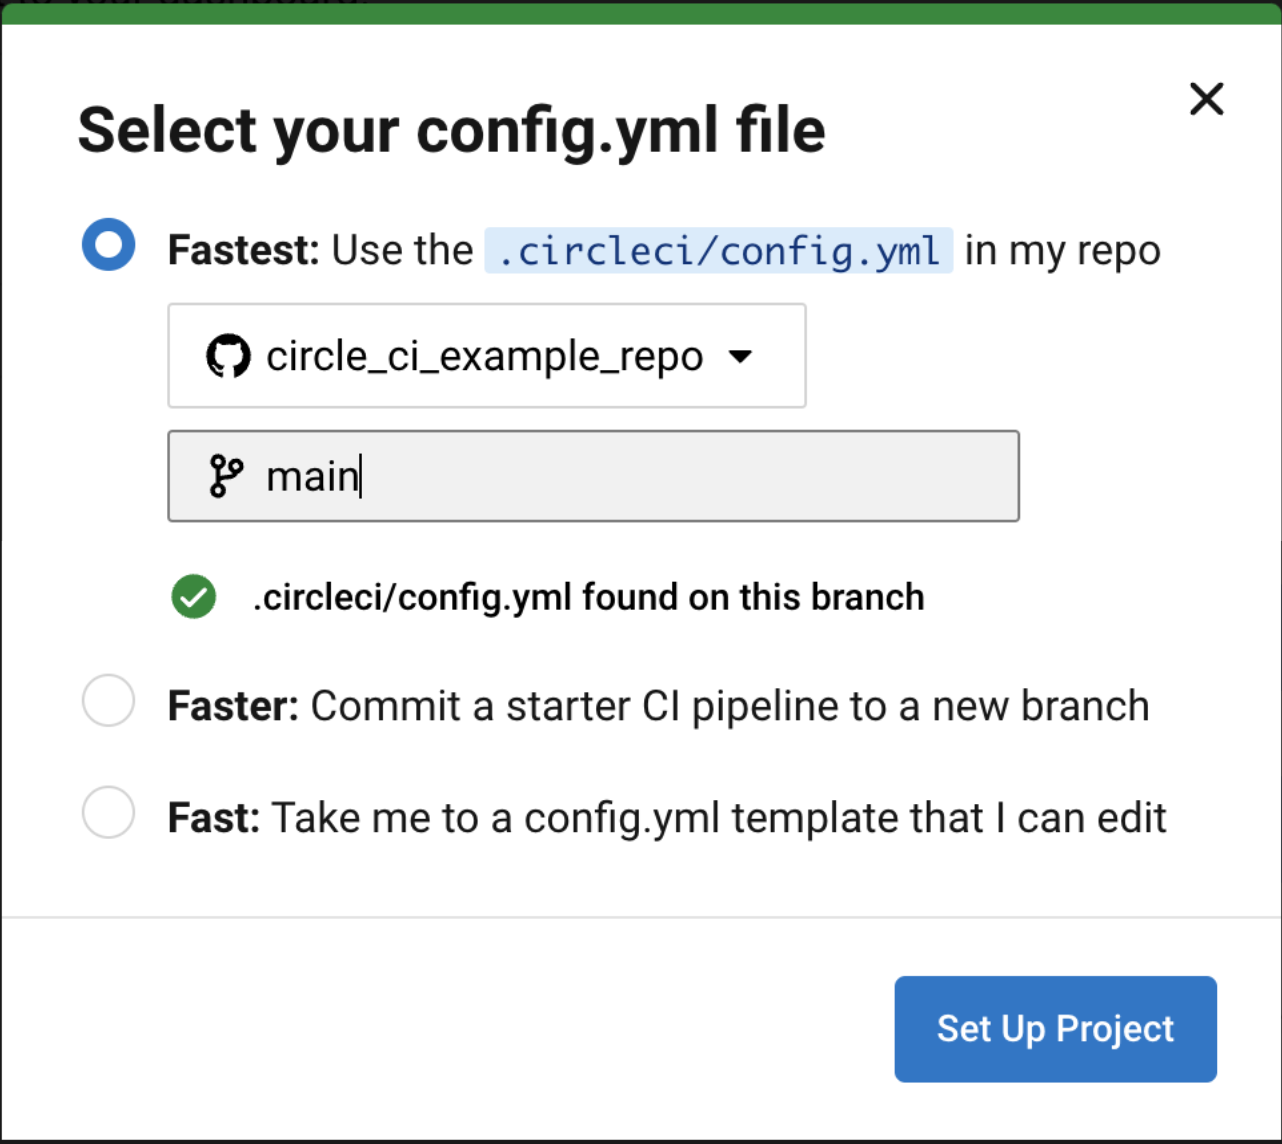 Select your config.yml file
Fastest: Use the .circleci/config.yml in my repo
circle_ci_example_repo
main
.circleci/config.yml found on this branch
Faster: Commit a starter CI pipeline to a new branch
Fast: Take me to a config.yml template that I can edit
Set Up Project